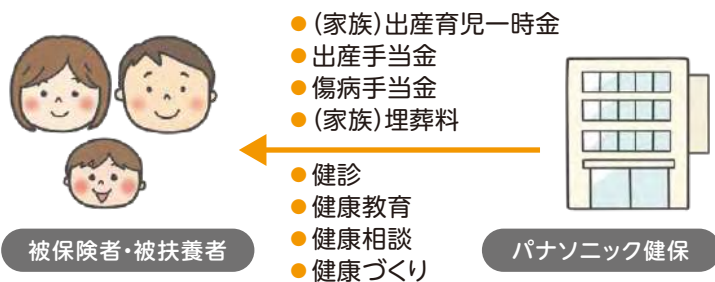 ●(家族)出産育児一時金
●出産手当金
●傷病手当金
●(家族)埋葬料
●健診
●健康教育
●健康相談
●健康づくり
被保険者・被扶養者
パナソニック健保